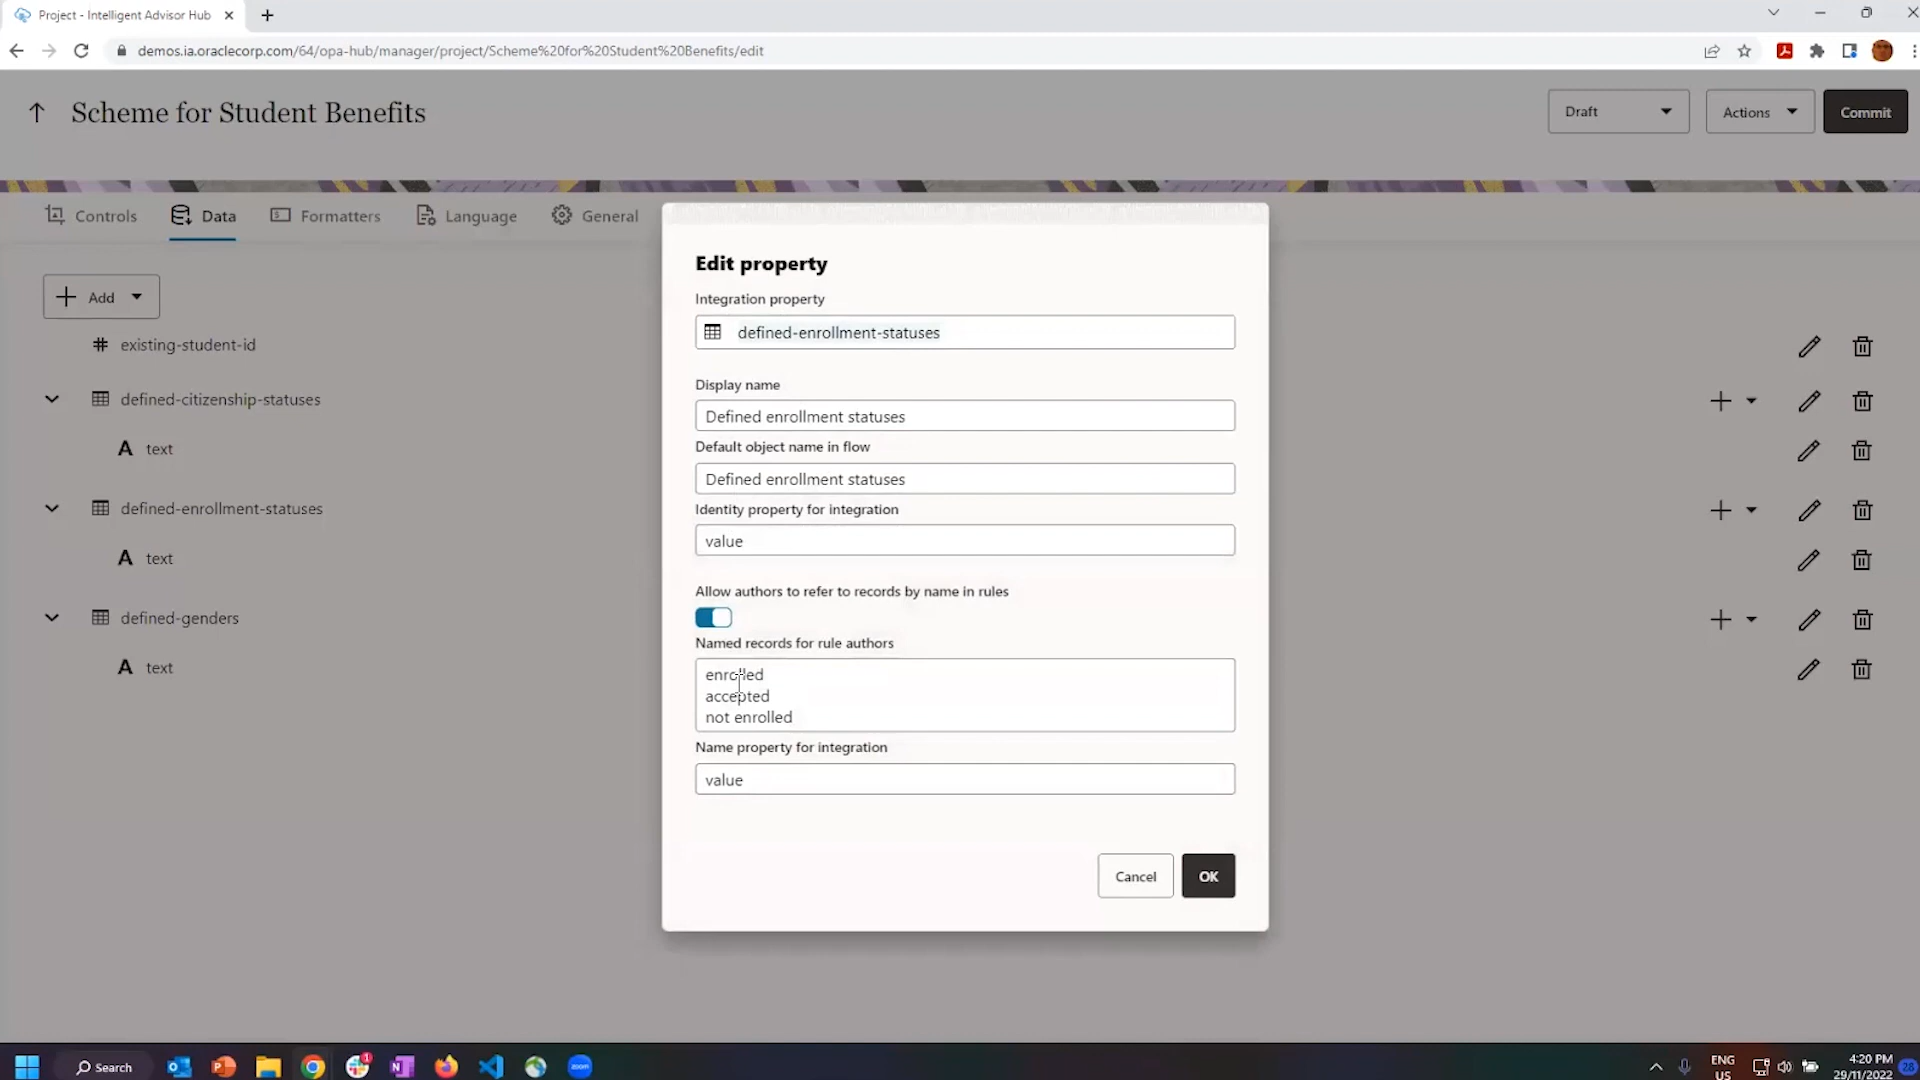 Project - Intelligent Advisor Hub
demos.ia.oraclecorp.com/64/opa-hub/manager/project/Scheme%20for%20Student%20Benefits/edit
Scheme for Student Benefits
Draft
Actions
Commit
Controls
Data
Formatters
Language
General
Add
existing-student-id
defined-citizenship-statuses
text
defined-enrollment-statuses
text
defined-genders
text
Edit property
Integration property
defined-enrollment-statuses
Display name
Defined enrollment statuses
Default object name in flow
Defined enrollment statuses
Identity property for integration
value
Allow authors to refer to records by name in rules
Named records for rule authors
enrolled
accepted
not enrolled
Name property for integration
value
Cancel
OK
Search
1
zoom
ENG
US
4:20 PM
29/11/2022
28